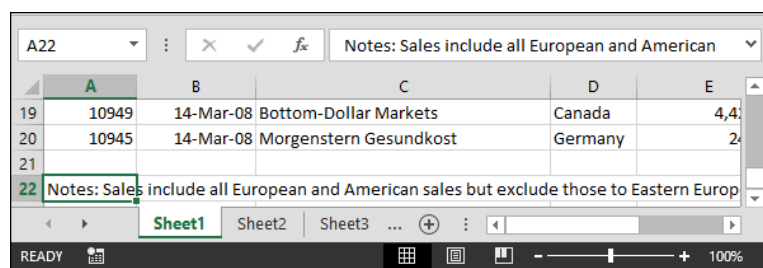 A22 fx Notes: Sales include all European and American
A B C D E
19 10949 14-Mar-08 Bottom-Dollar Markets Canada
20 10945 14-Mar-08 Morgenstern Gesundkost Germany
21
22 Notes: Sales include all European and American sales but exclude those to Eastern
Sheet1 Sheet2 Sheet3 ...
READY 100%